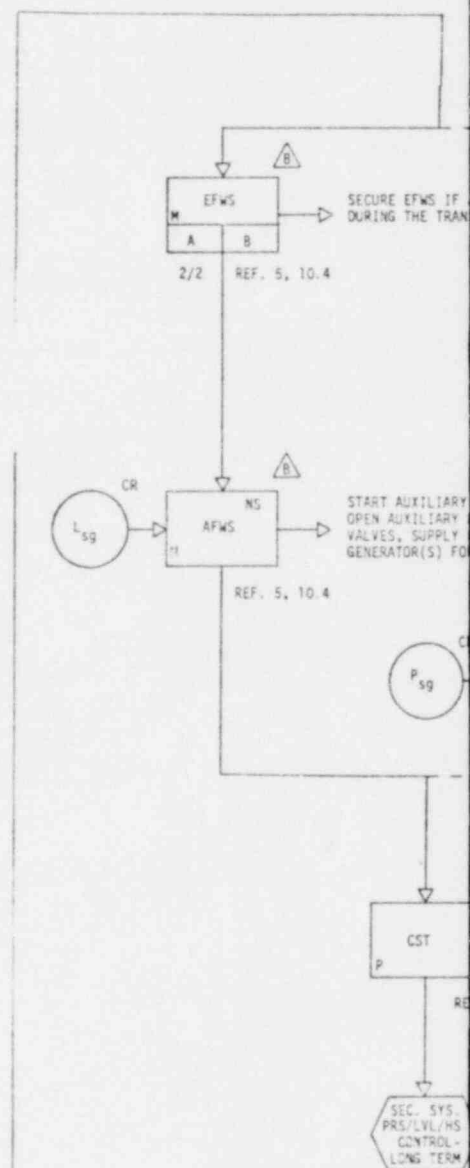 B
EFWS
M
A B
2/2 REF. 5, 10.4
SECURE EFWS IF
DURING THE TRAN
B
CR
L sg
NS
AFWS
M
REF. 5, 10.4
START AUXILIARY
OPEN AUXILIARY
VALVES, SUPPLY
GENERATOR(S) FO
P sg
CST
P
RE
SEC. SYS.
PRS/LVL/HS
CONTROL-
LONG TERM